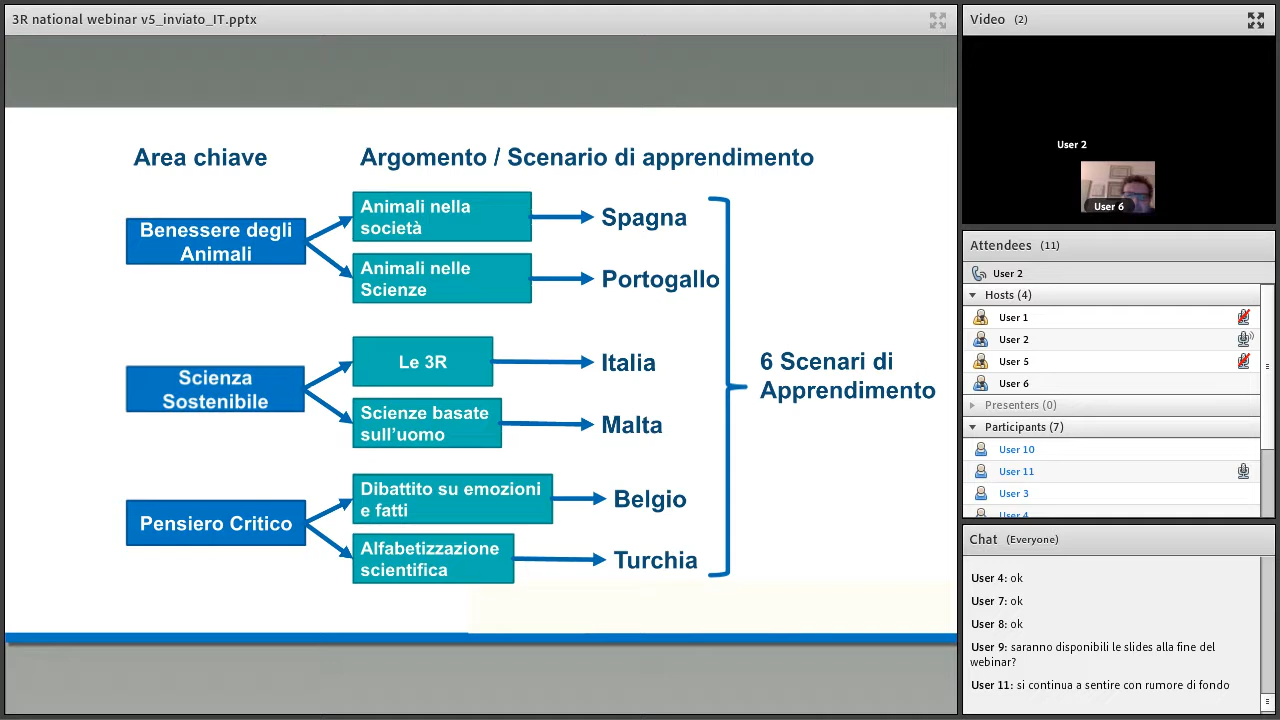 3R national webinar v5_inviato_IT.pptx
Area chiave
Argomento / Scenario di apprendimento
Benessere degli
Animali
Animali nella
società
Spagna
Animali nelle
Scienze
Portogallo
Scienza
Sostenibile
Le 3R
Italia
Scienze basate
sull’uomo
Malta
Pensiero Critico
Dibattito su emozioni
e fatti
Belgio
Alfabetizzazione
scientifica
Turchia
6 Scenari di
Apprendimento
Video (2)
User 2
User 6
Attendees (11)
User 2
Hosts (4)
User 1
User 2
User 5
User 6
Presenters (0)
Participants (7)
User 10
User 11
User 3
User 4
Chat (Everyone)
User 4: ok
User 7: ok
User 8: ok
User 9: saranno disponibili le slides alla fine del
webinar?
User 11: si continua a sentire con rumore di fondo